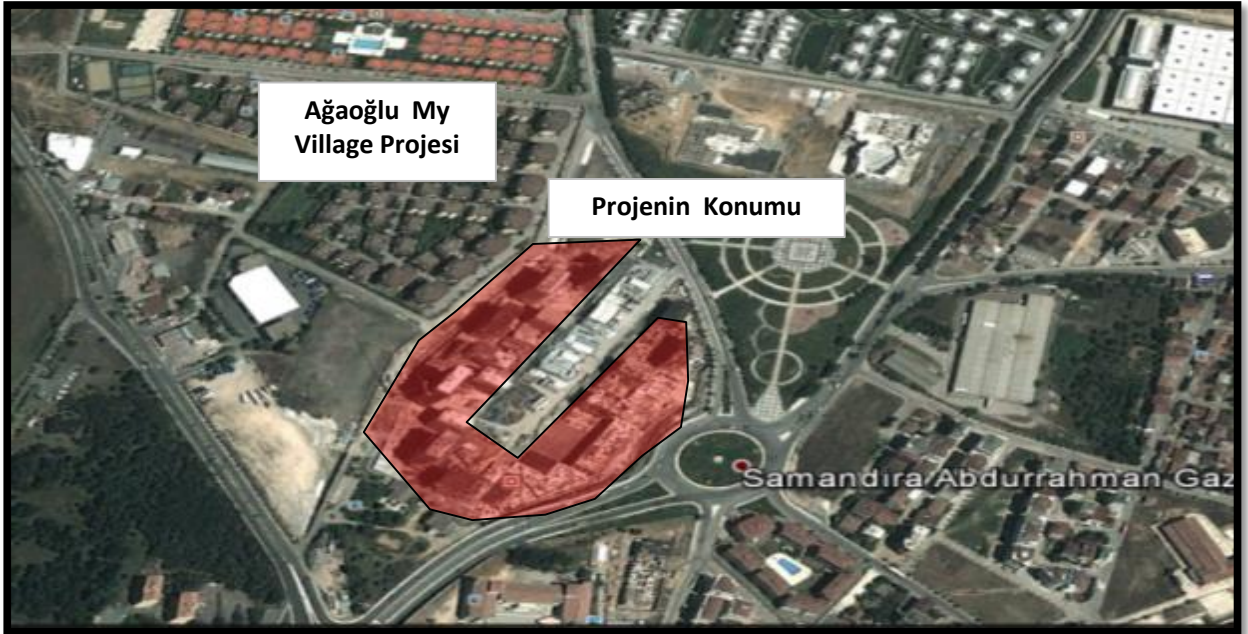 Ağaoğlu My
Village Projesi
Projenin Konumu
Samandıra Abdurrahman Gaz